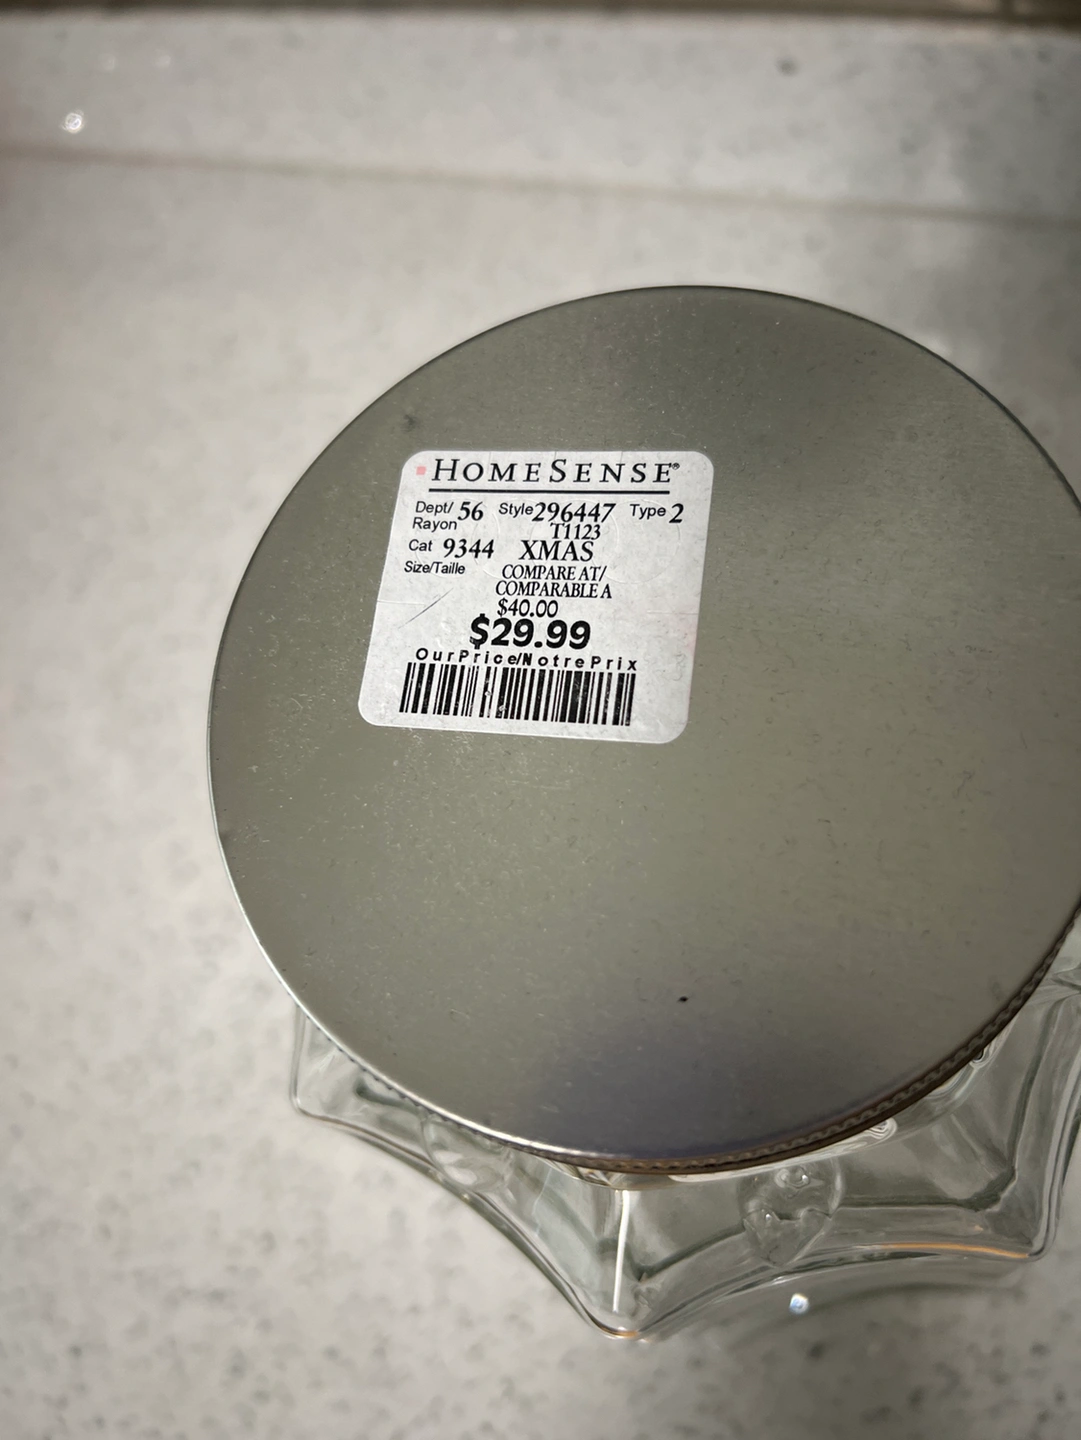 HOMESENSE®
Dept/ 56 Style 296447 Type 2
Rayon T1123
Cat 9344 XMAS
Size/Taille COMPARE AT/
COMPARABLE A
$40.00
$29.99
OurPrice/NotrePrix